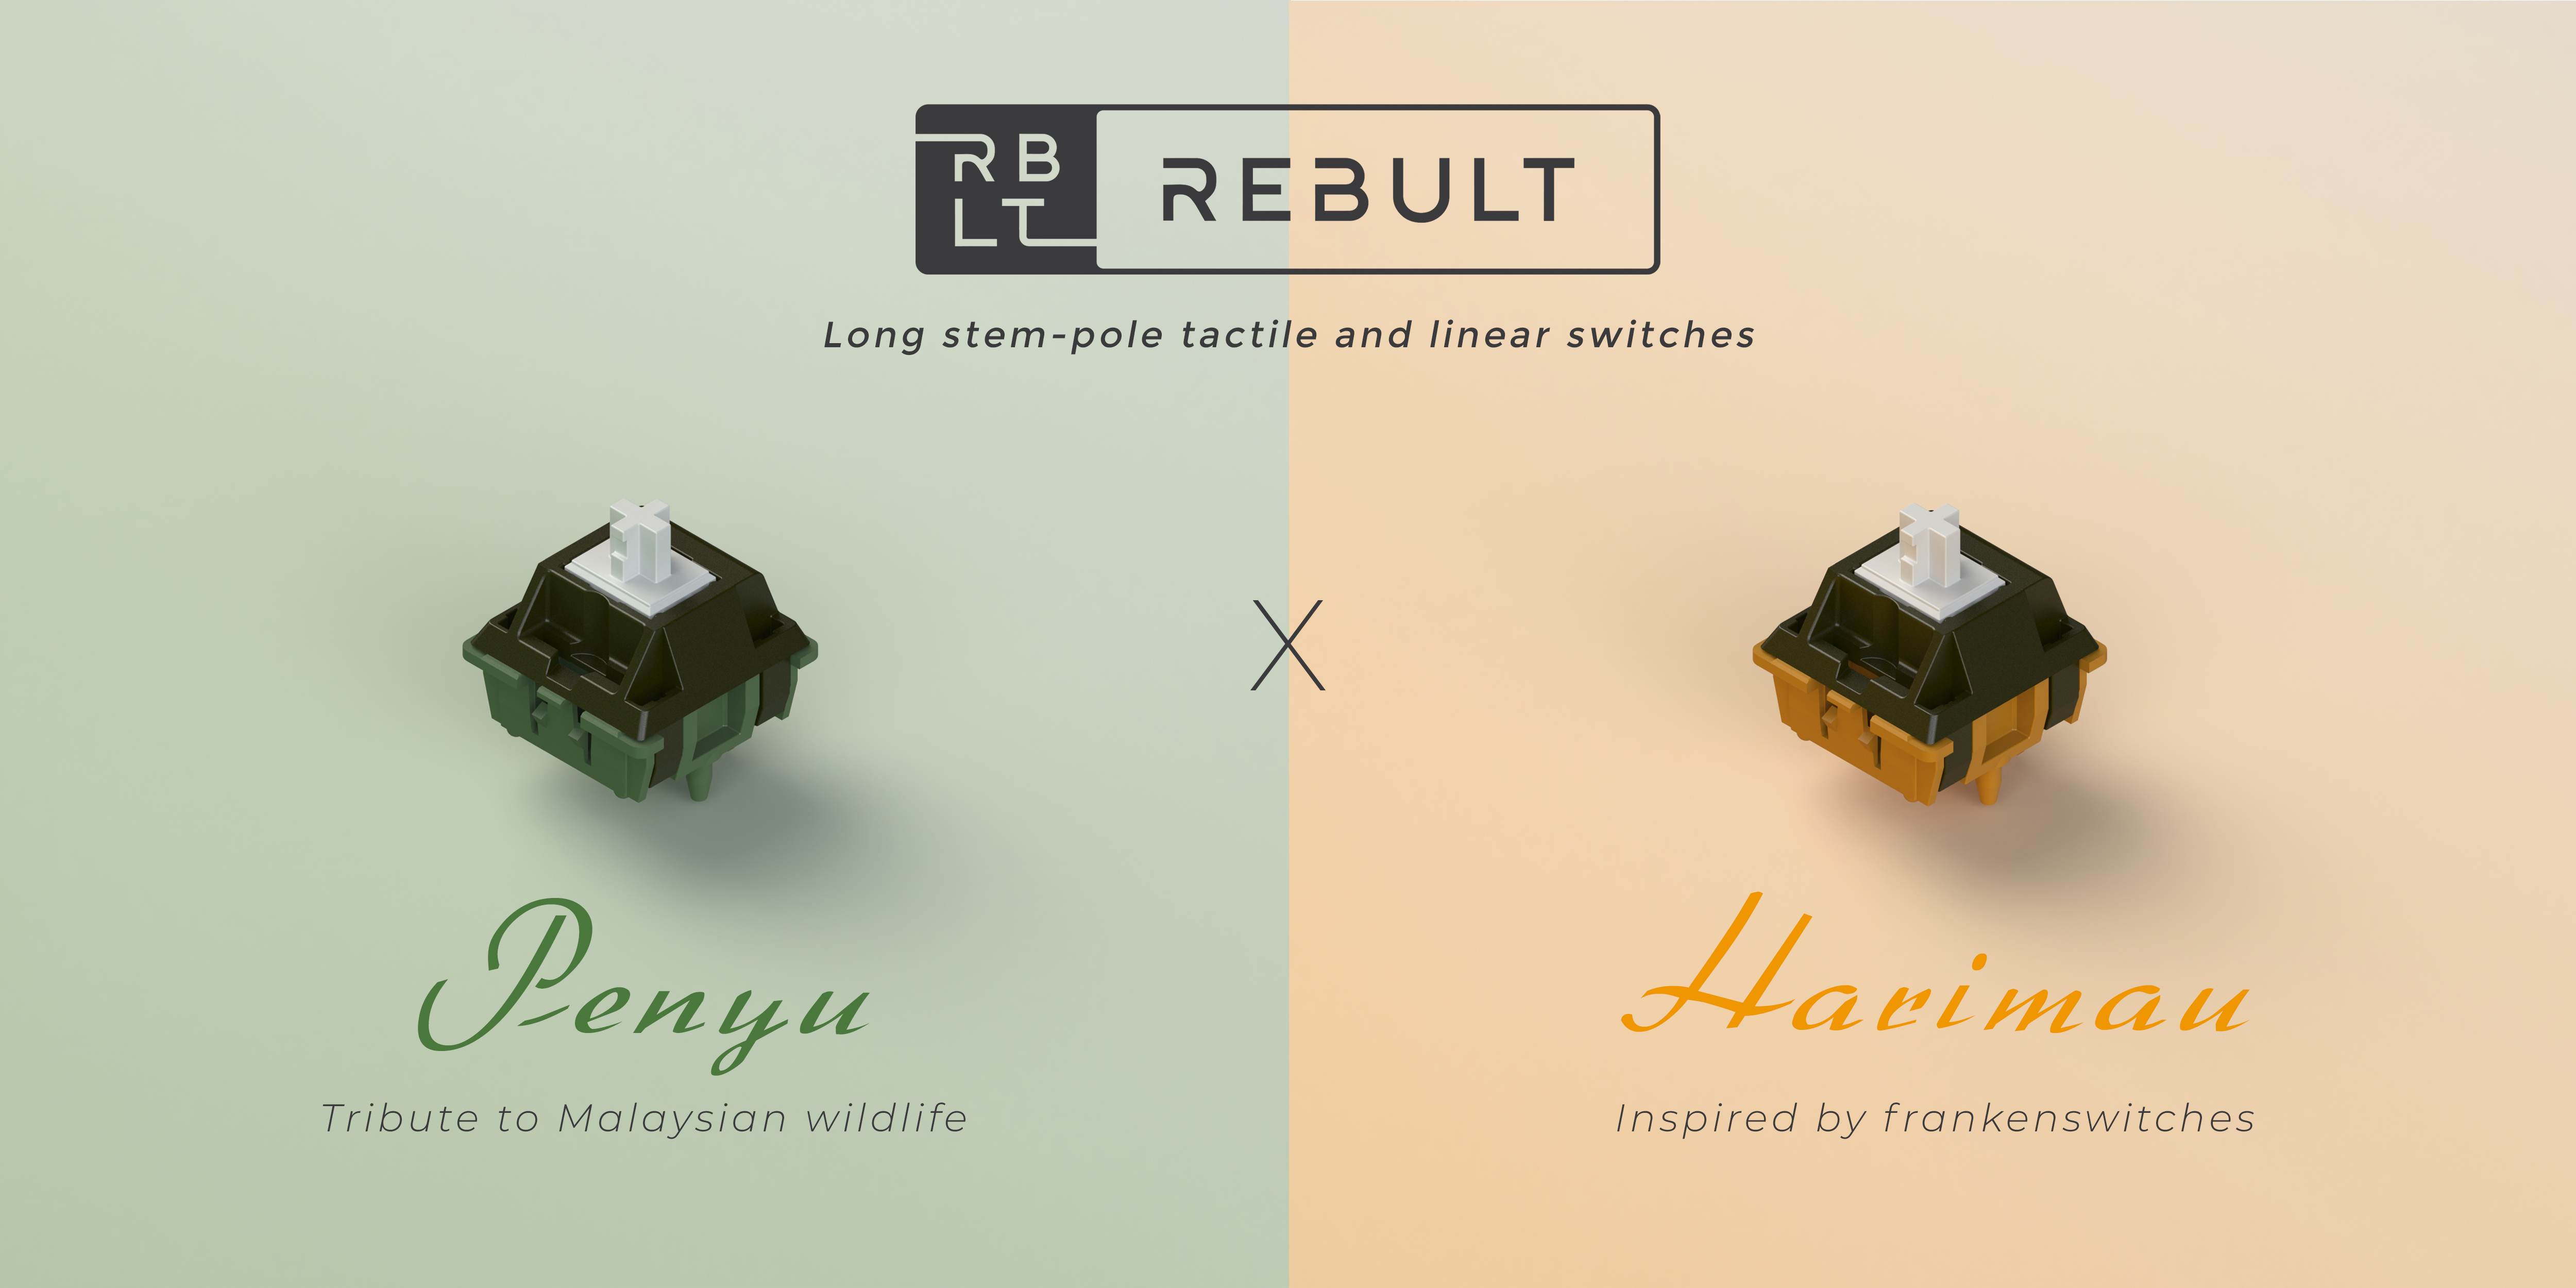 RB
LT
REBULT
Long stem-pole tactile and linear switches
X
Penyu
Harimau
Tribute to Malaysian wildlife
Inspired by frankenswitches